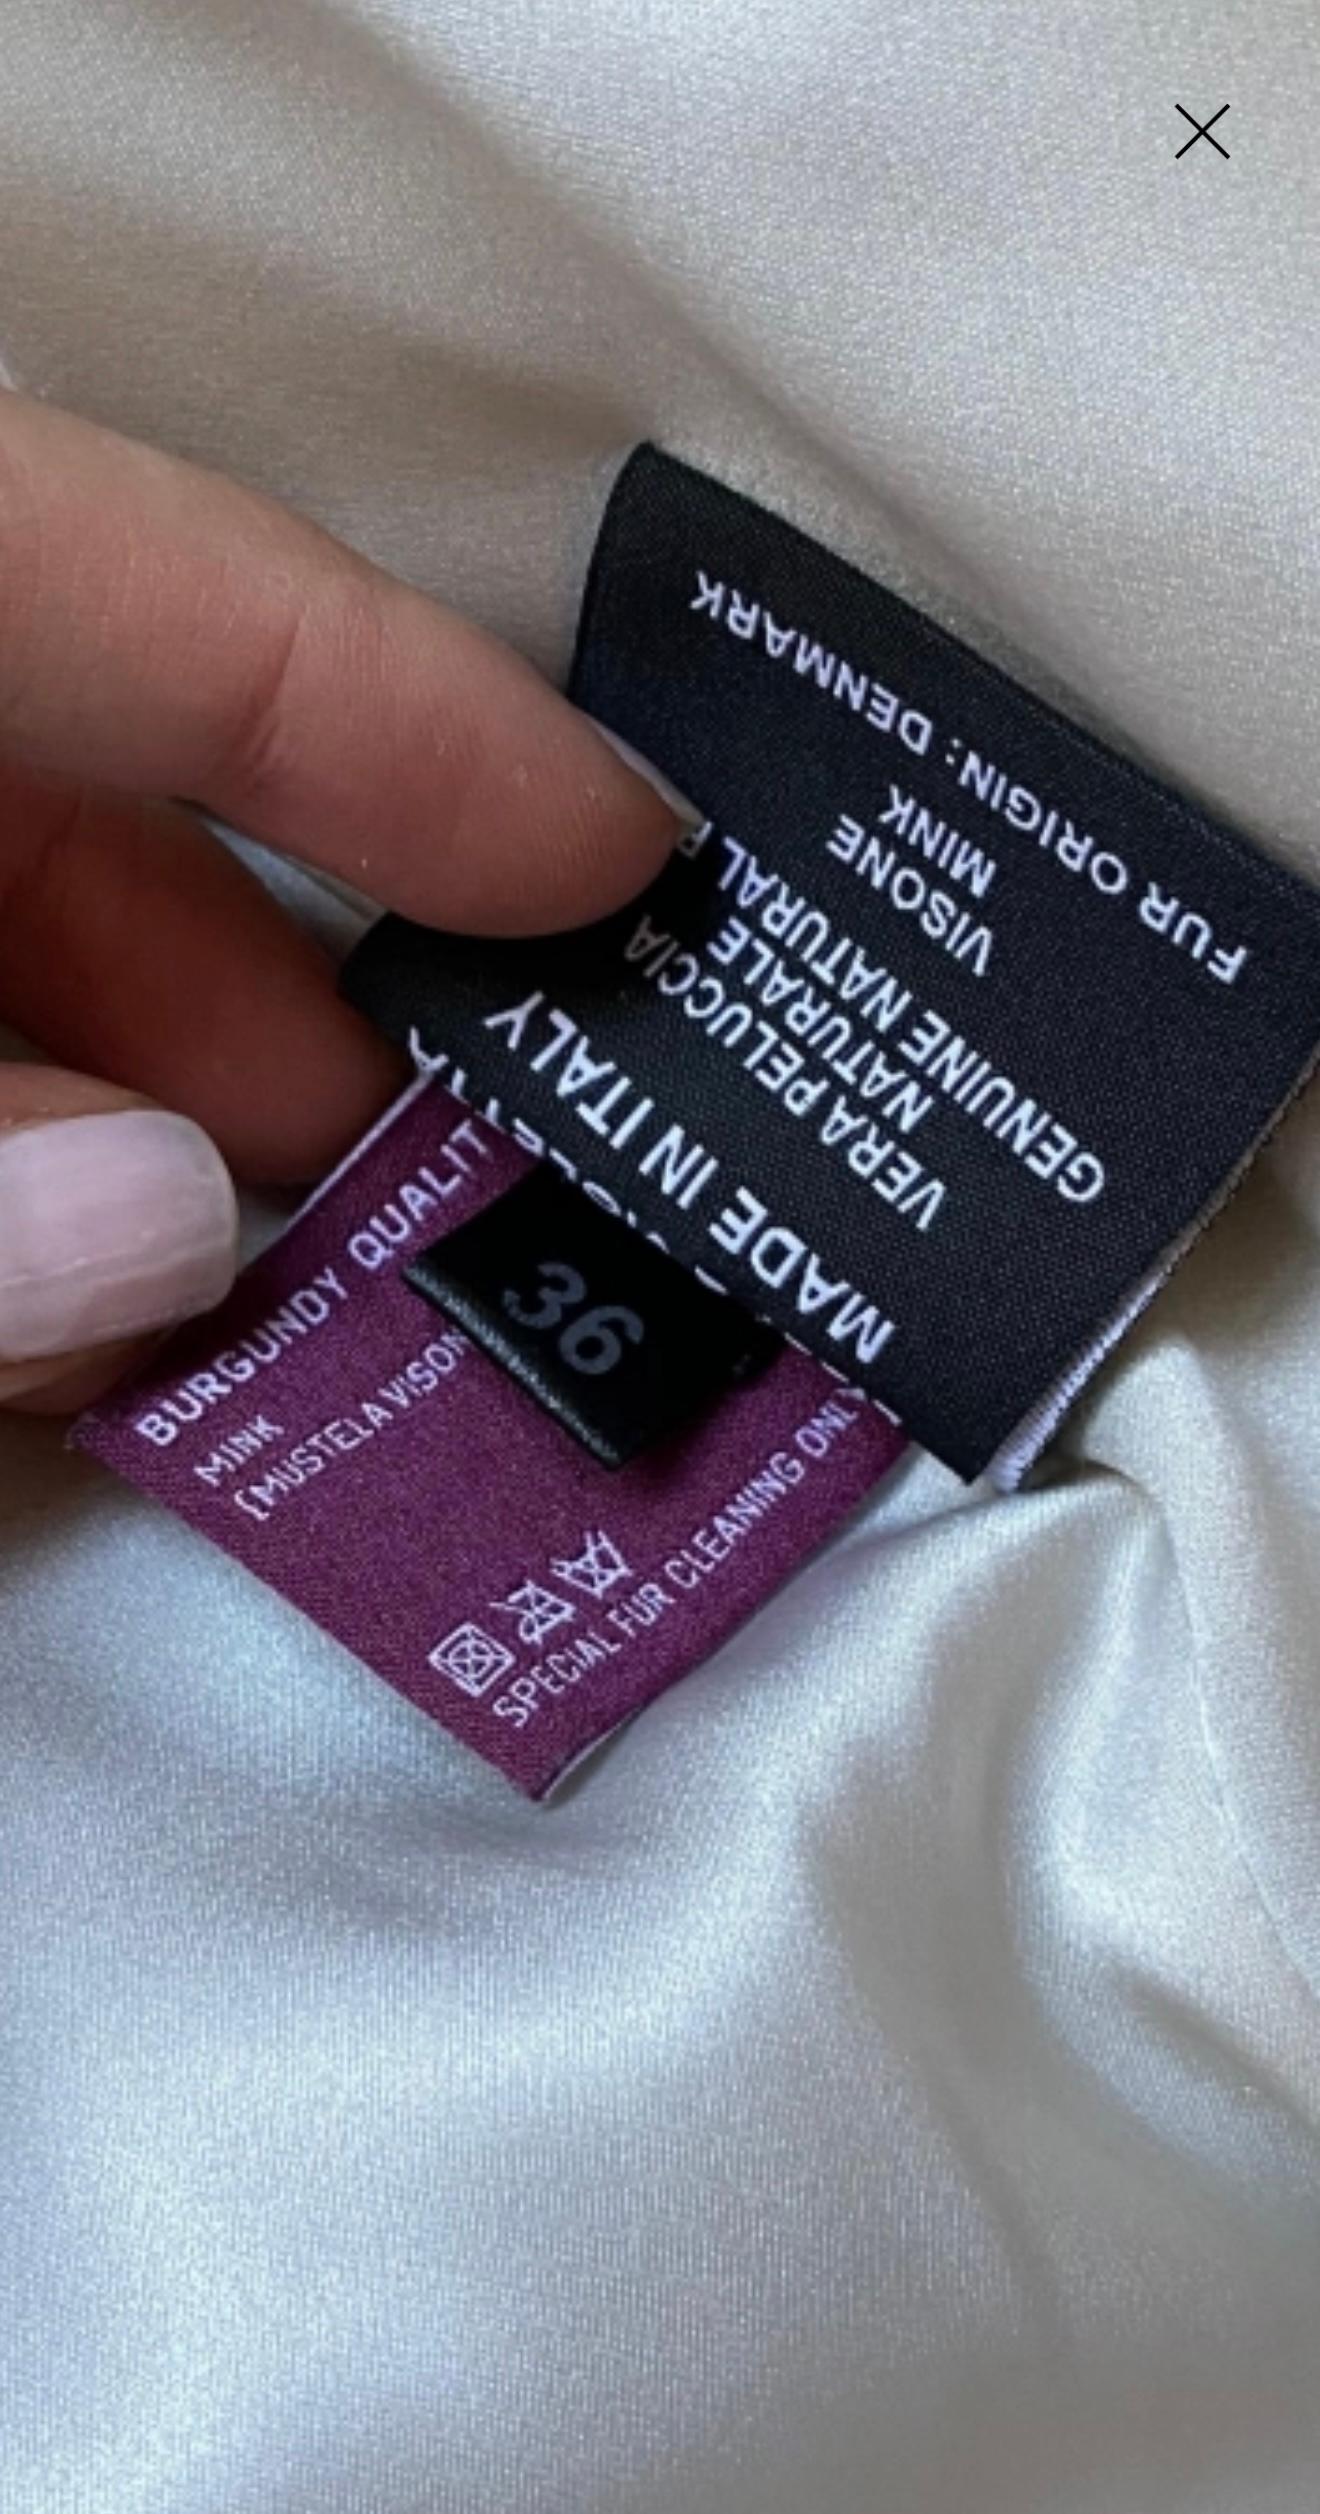 FUR ORIGIN: DENMARK
MINK
VISONE
GENUINE NATURAL
NATURALE
VERA PELUCCIA
MADE IN ITALY
36
BURGUNDY QUALIT
MINK
[MUSTELA VISON
SPECIAL FUR CLEANING ONLY